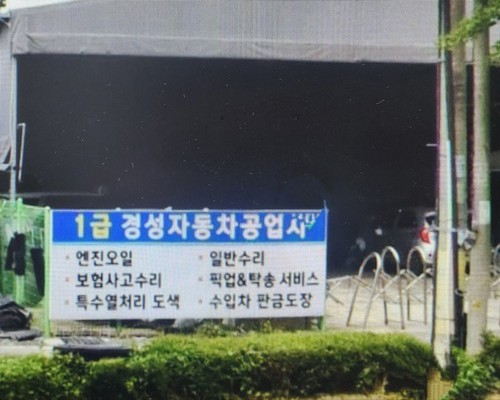 1급 경성자동차공업사
엔진오일
일반수리
보험사고수리
픽업&탁송 서비스
특수열처리 도색
수입차 판금도장